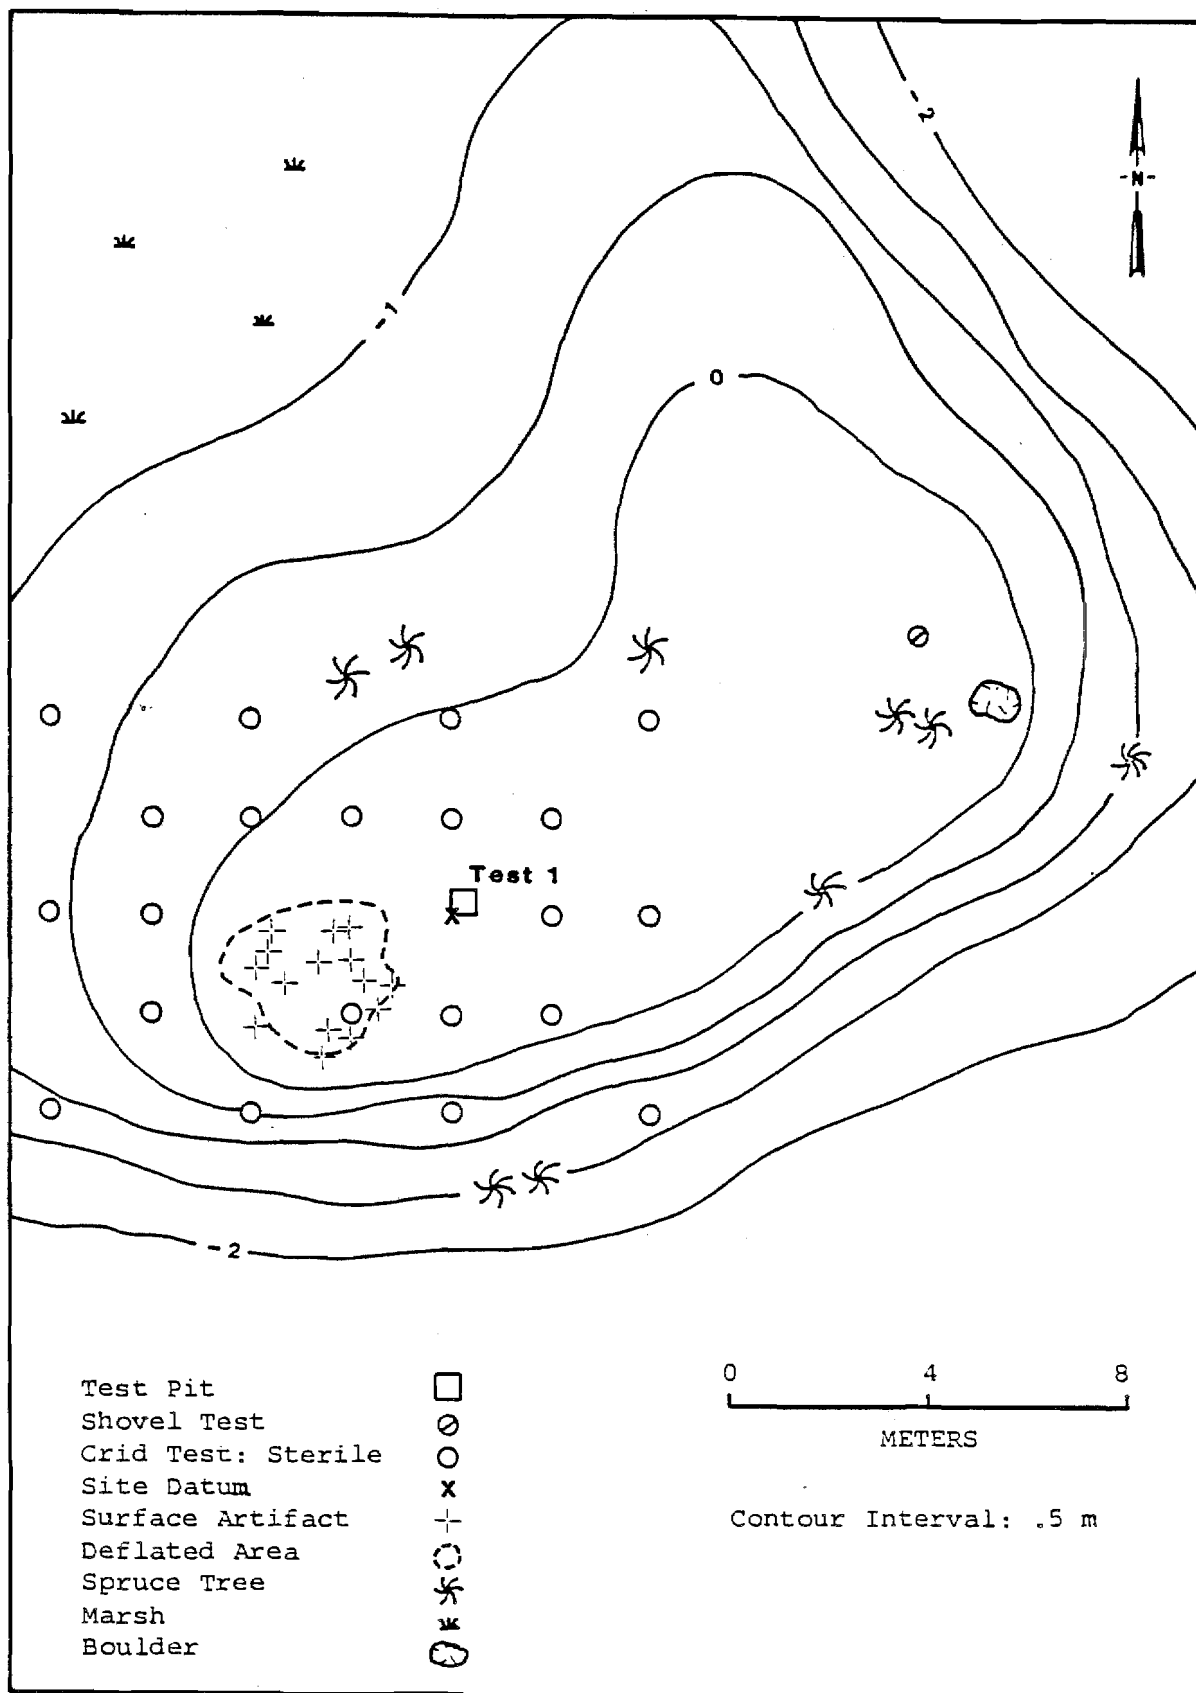 -2
-N-
-1
0
Test 1
7
-2
0 4 8
METERS
Contour Interval: .5 m
Test Pit
Shovel Test
Crid Test: Sterile
Site Datum x
Surface Artifact
Deflated Area
Spruce Tree
Marsh
Boulder